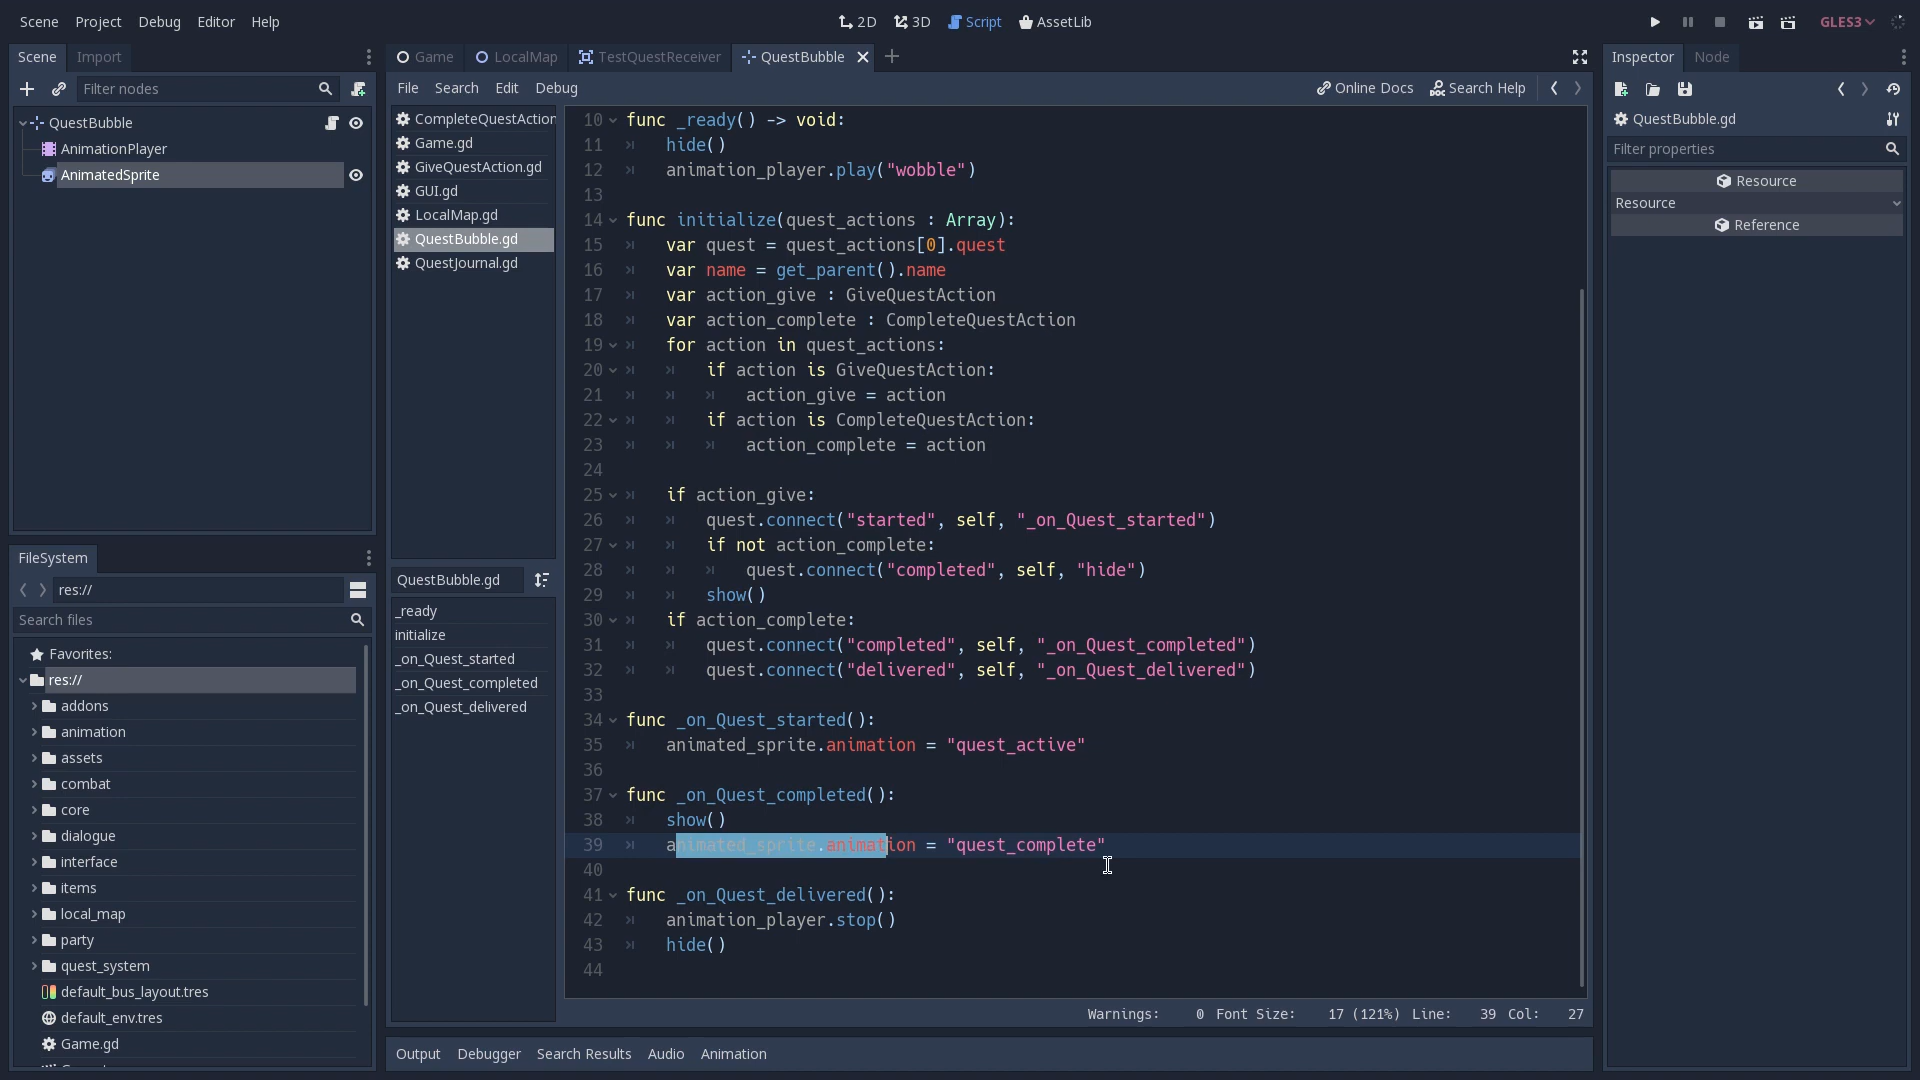 Scene Project Debug Editor Help
2D 3D Script AssetLib
GLES3
Scene Import
Filter nodes
QuestBubble
AnimationPlayer
AnimatedSprite
FileSystem
res://
Search files
Favorites:
res://
addons
animation
assets
combat
core
dialogue
interface
items
local_map
party
quest_system
default_bus_layout.tres
default_env.tres
Game.gd
Game LocalMap TestQuestReceiver QuestBubble
File Search Edit Debug
Online Docs Search Help
CompleteQuestAction
Game.gd
GiveQuestAction.gd
GUI.gd
LocalMap.gd
QuestBubble.gd
QuestJournal.gd
QuestBubble.gd
_ready
initialize
_on_Quest_started
_on_Quest_completed
_on_Quest_delivered
10 func _ready() -> void:
11 hide()
12 animation_player.play("wobble")
13
14 func initialize(quest_actions : Array):
15 var quest = quest_actions[0].quest
16 var name = get_parent().name
17 var action_give : GiveQuestAction
18 var action_complete : CompleteQuestAction
19 for action in quest_actions:
20 if action is GiveQuestAction:
21 action_give = action
22 if action is CompleteQuestAction:
23 action_complete = action
24
25 if action_give:
26 quest.connect("started", self, "_on_Quest_started")
27 if not action_complete:
28 quest.connect("completed", self, "hide")
29 show()
30 if action_complete:
31 quest.connect("completed", self, "_on_Quest_completed")
32 quest.connect("delivered", self, "_on_Quest_delivered")
33
34 func _on_Quest_started():
35 animated_sprite.animation = "quest_active"
36
37 func _on_Quest_completed():
38 show()
39 animated_sprite.animation = "quest_complete"
40
41 func _on_Quest_delivered():
42 animation_player.stop()
43 hide()
44
Warnings: 0 Font Size: 17 (121%) Line: 39 Col: 27
Output Debugger Search Results Audio Animation
Inspector Node
QuestBubble.gd
Filter properties
Resource
Resource
Reference